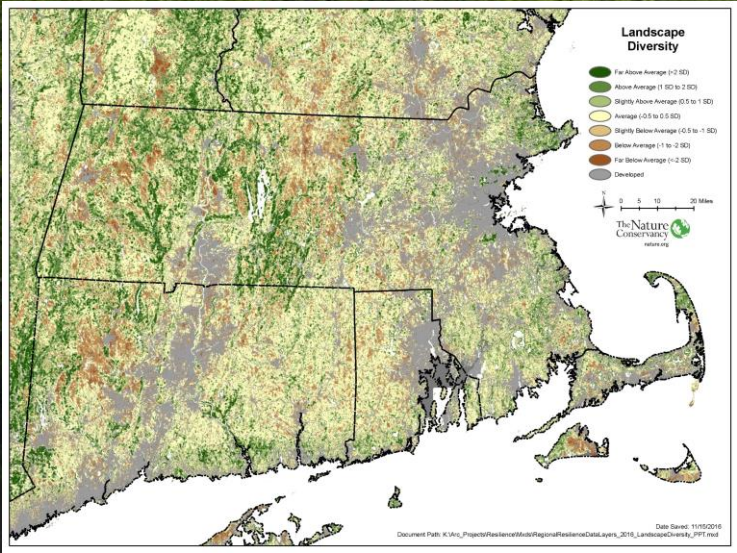 Landscape
Diversity
Far Above Average (>2 SD)
Above Average (1 SD to 2 SD)
Slightly Above Average (0.5 to 1 SD)
Average (-0.5 to 0.5 SD)
Slightly Below Average (-0.5 to -1 SD)
Below Average (-1 to -2 SD)
Far Below Average (<-2 SD)
Developed
0 5 10 20 Miles
The Nature
Conservancy
nature.org
Date Saved: 11/15/2016
Document Path: K:\Arc_Projects\Resilience\Mxds\RegionalResilienceDataLayers_2016_LandscapeDiversity_PPT.mxd